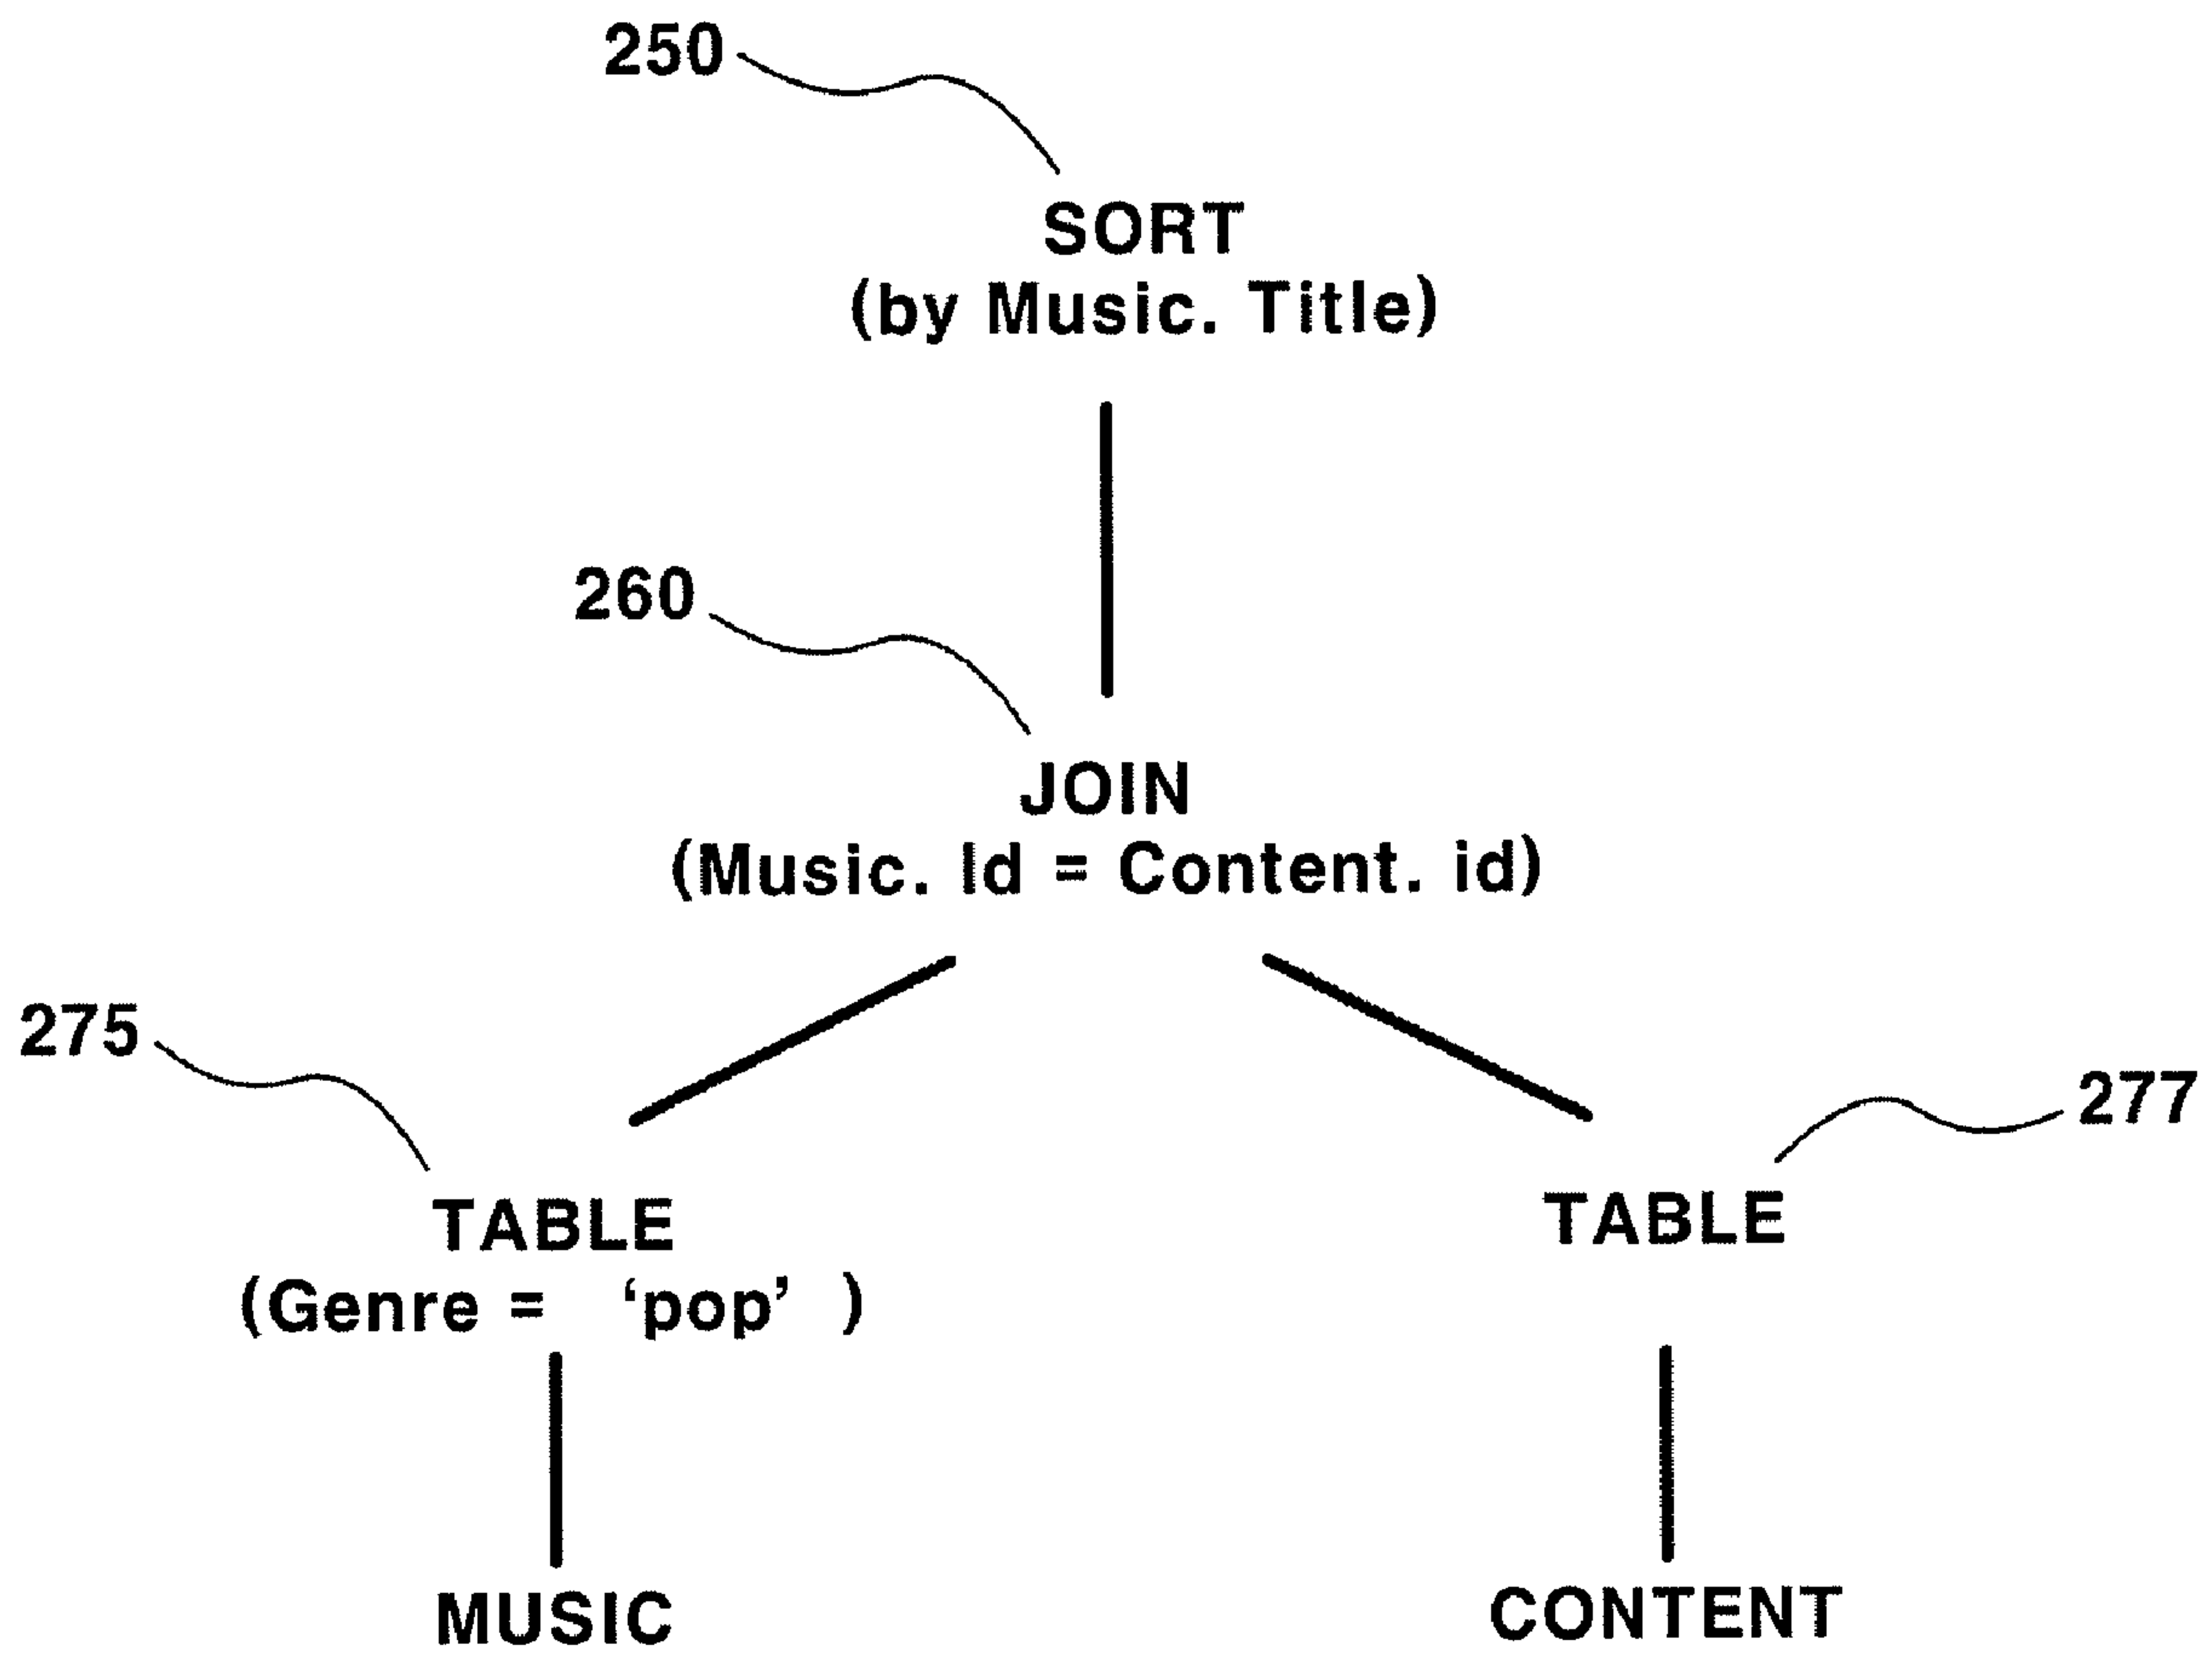 250
SORT
(by Music. Title)
260
JOIN
(Music. Id = Content. id)
275
277
TABLE
(Genre = ‘pop’ )
TABLE
MUSIC
CONTENT